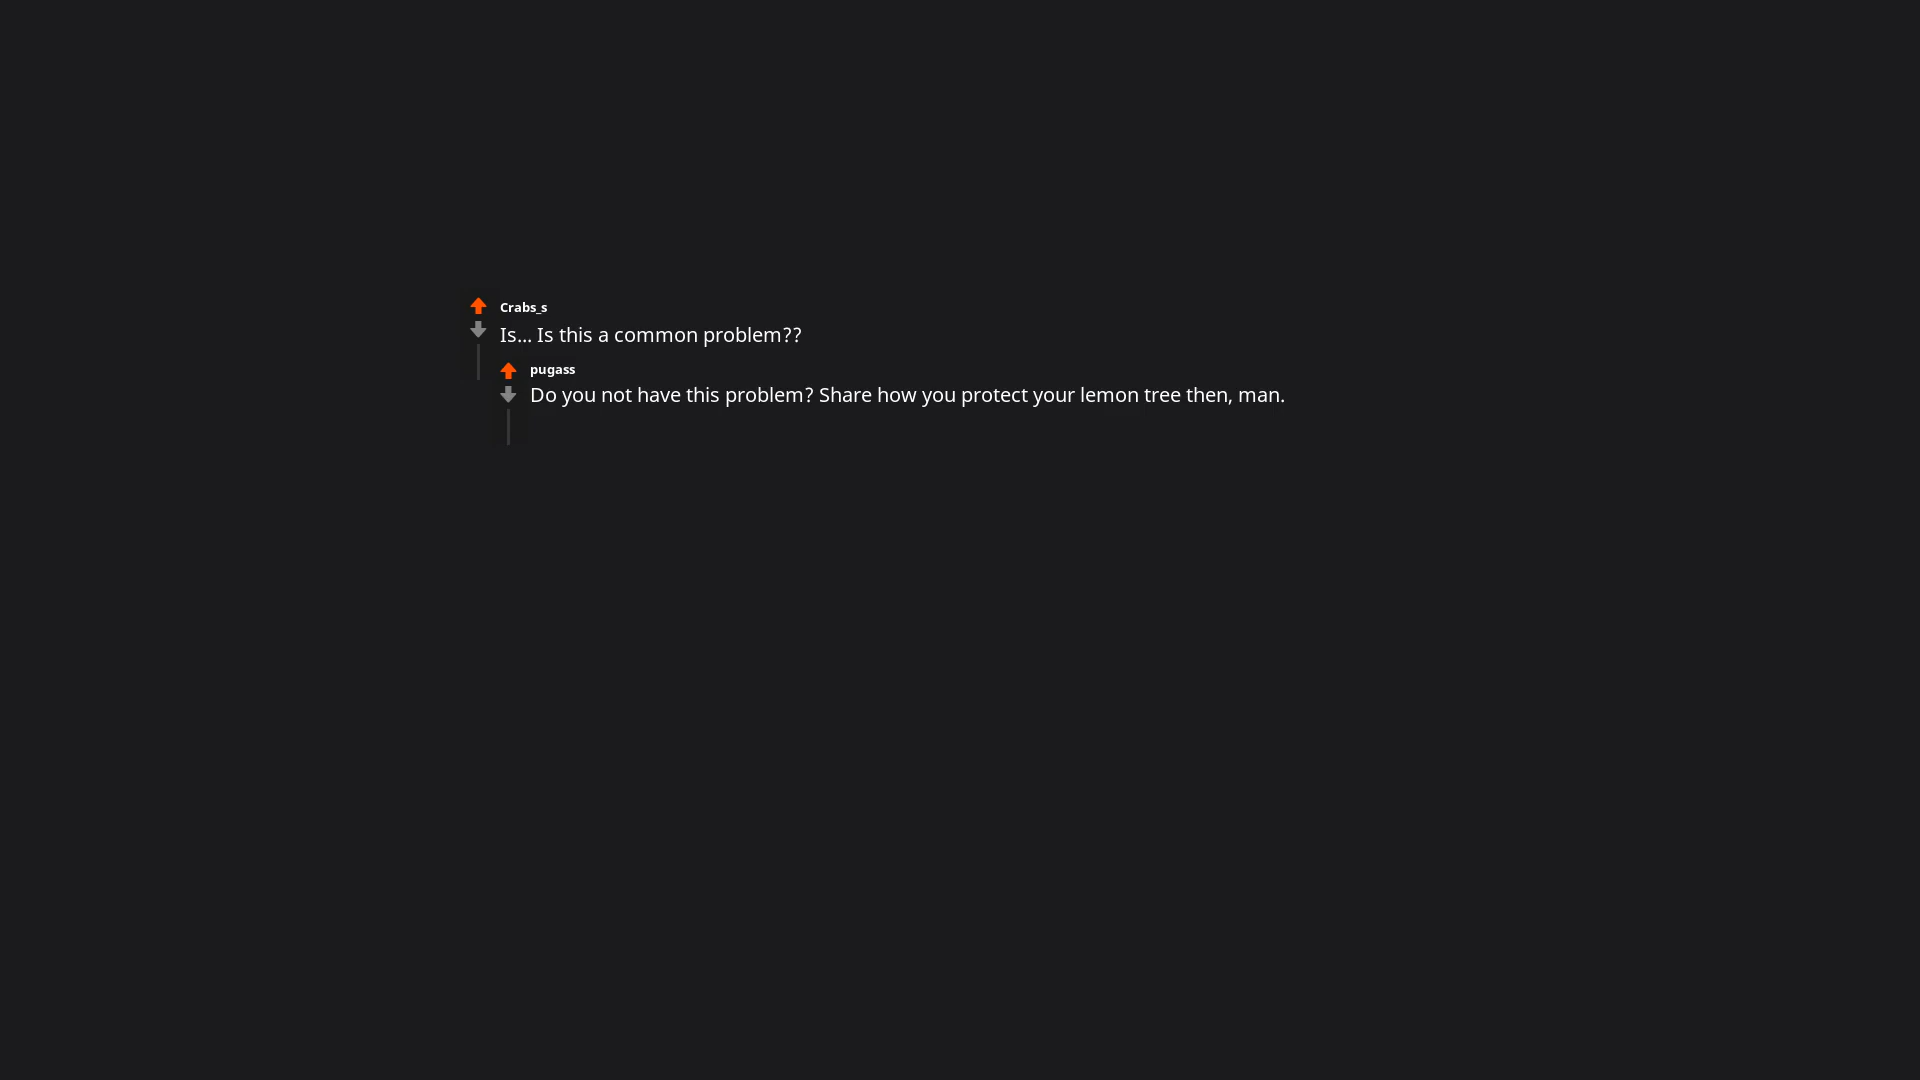 Crabs_s
Is... Is this a common problem??
pugass
Do you not have this problem? Share how you protect your lemon tree then, man.